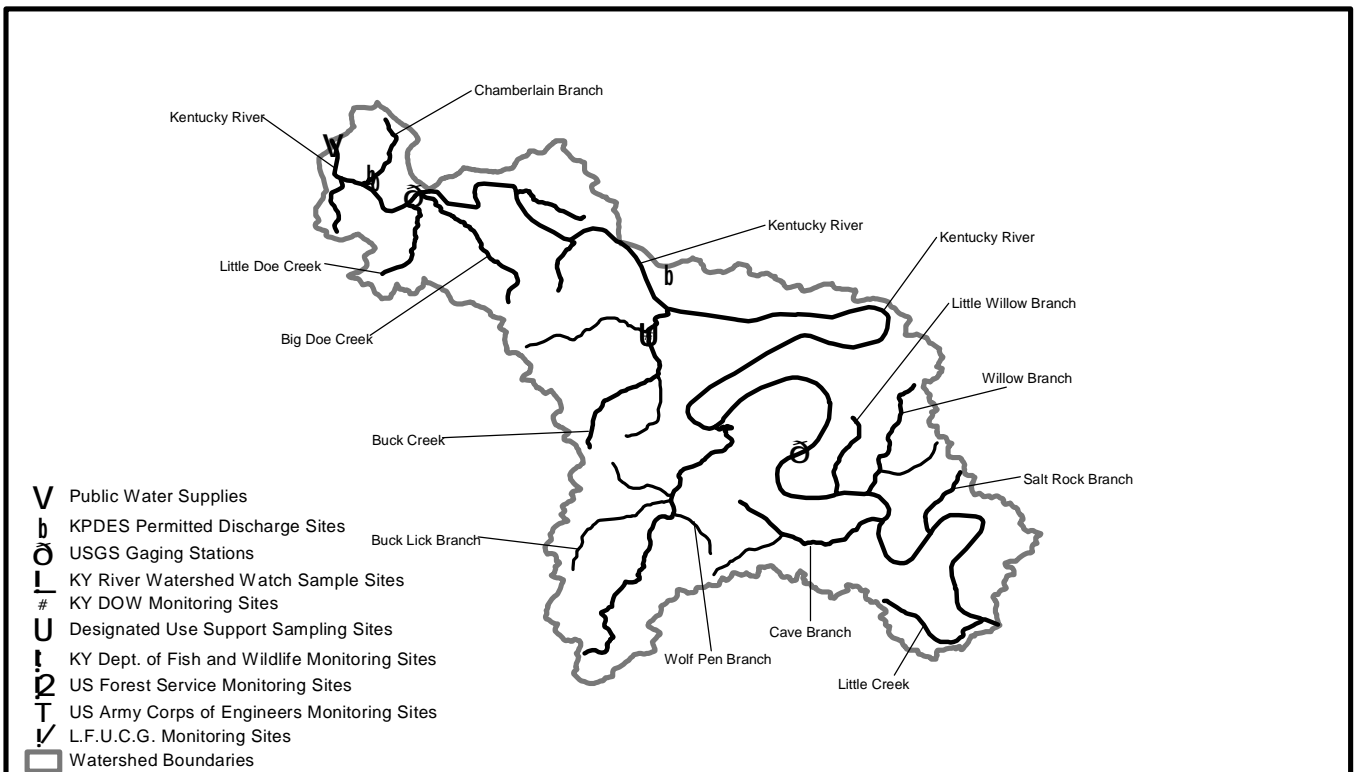 Chamberlain Branch
Kentucky River
V
b
b
ð
Kentucky River
Kentucky River
Little Doe Creek
b
Little Willow Branch
Big Doe Creek
U
Willow Branch
Buck Creek
ð
Salt Rock Branch
Buck Lick Branch
Cave Branch
Wolf Pen Branch
Little Creek
V Public Water Supplies
b KPDES Permitted Discharge Sites
ð USGS Gaging Stations
! KY River Watershed Watch Sample Sites
# KY DOW Monitoring Sites
U Designated Use Support Sampling Sites
! KY Dept. of Fish and Wildlife Monitoring Sites
!2 US Forest Service Monitoring Sites
T US Army Corps of Engineers Monitoring Sites
!/ L.F.U.C.G. Monitoring Sites
Watershed Boundaries